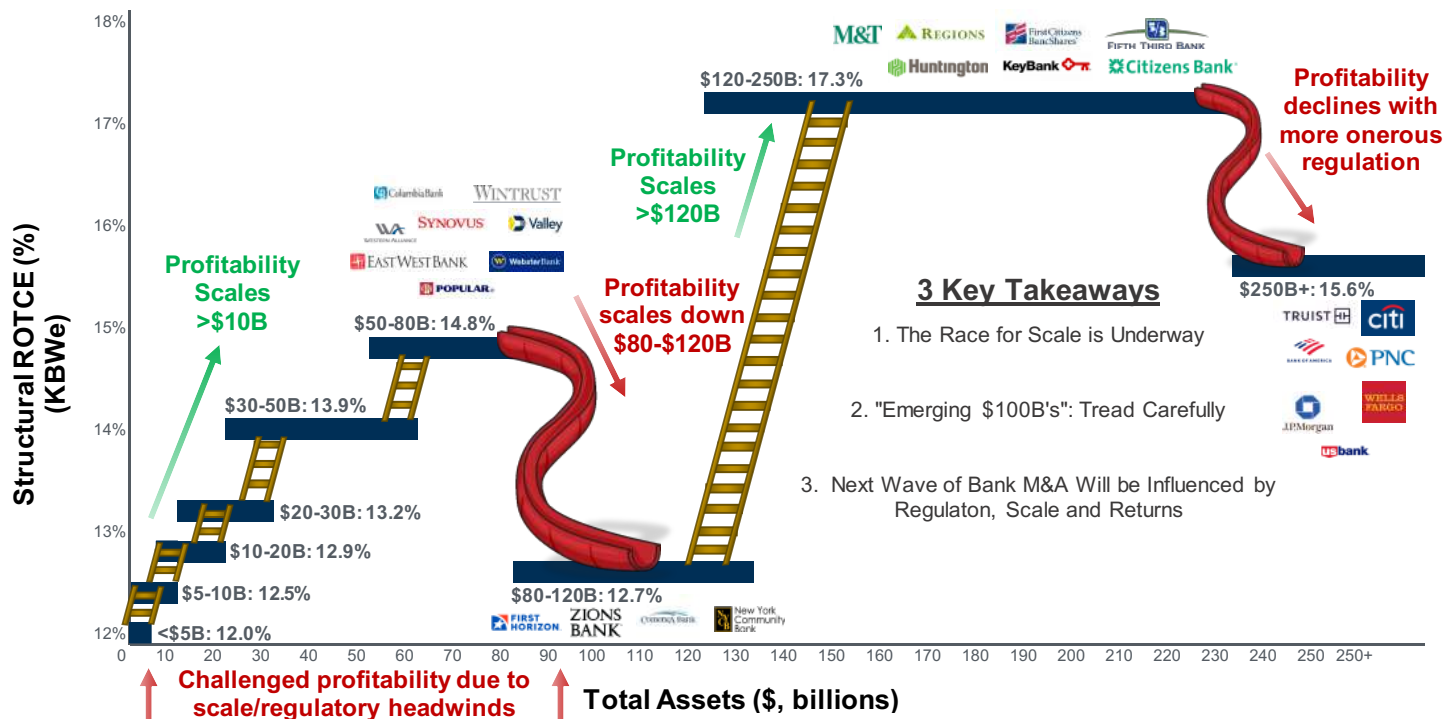 18%
17%
16%
15%
14%
13%
12%
Structural ROTCE (%)
(KBWe)
M&T
REGIONS
First Citizens
BancShares
FIFTH THIRD BANK
Huntington
KeyBank
Citizens Bank
$120-250B: 17.3%
Profitability
declines with
more onerous
regulation
Profitability
Scales
>$120B
Columbia Bank
WINTRUST
WA
WESTERN ALLIANCE
SYNOVUS
Valley
EASTWESTBANK
W
WebsterBank
POPULAR
Profitability
Scales
>$10B
Profitability
scales down
$80-$120B
$50-80B: 14.8%
3 Key Takeaways
1. The Race for Scale is Underway
2. "Emerging $100B's": Tread Carefully
3. Next Wave of Bank M&A Will be Influenced by
Regulaton, Scale and Returns
$250B+: 15.6%
TRUIST
citi
BANK OF AMERICA
PNC
J.P.Morgan
WELLS
FARGO
usbank
$30-50B: 13.9%
$20-30B: 13.2%
$10-20B: 12.9%
$5-10B: 12.5%
<$5B: 12.0%
$80-120B: 12.7%
FIRST
HORIZON
ZIONS
BANK
Comerica Bank
New York
Community
Bank
0 10 20 30 40 50 60 70 80 90 100 110 120 130 140 150 160 170 180 190 200 210 220 230 240 250 250+
Challenged profitability due to
scale/regulatory headwinds
Total Assets ($, billions)